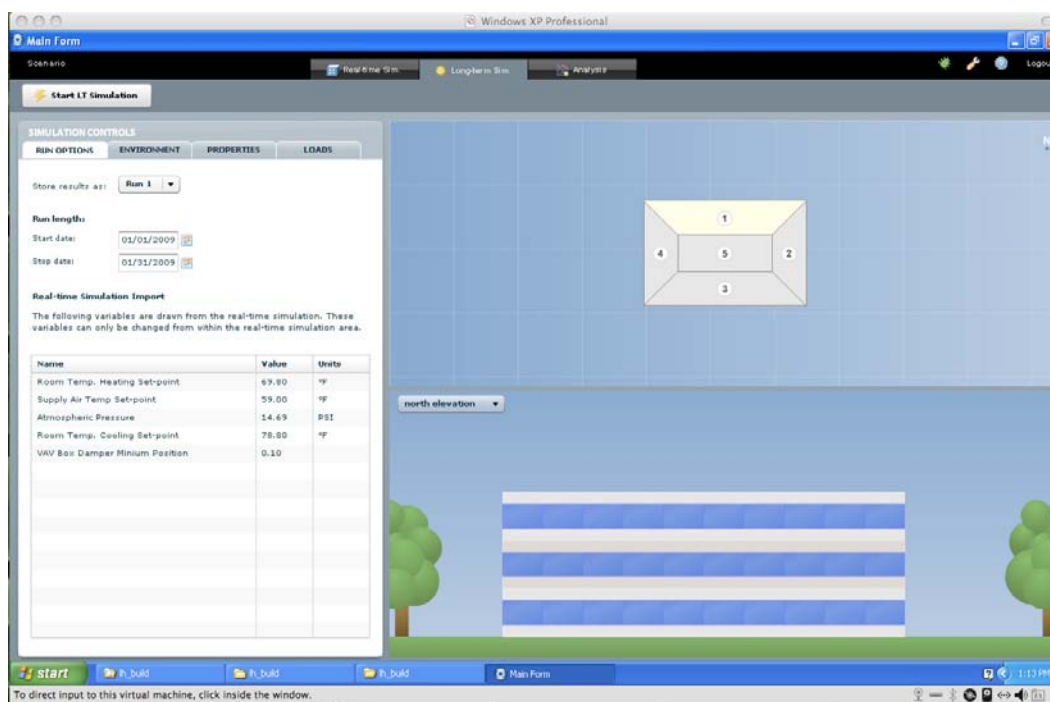 Windows XP Professional
Main Form
Scenario
Real-time Sim.
Long-term Sim.
Analysis
Logou
Start LT Simulation
SIMULATION CONTROLS
RUN OPTIONS
ENVIRONMENT
PROPERTIES
LOADS
Store results as:
Run 1
Run length:
Start date:
01/01/2009
Stop date:
01/31/2009
Real-time Simulation Import
The following variables are drawn from the real-time simulation. These
variables can only be changed from within the real-time simulation area.
Name Value Units
Room Temp. Heating Set-point 69.80 °F
Supply Air Temp Set-point 59.00 °F
Atmospheric Pressure 14.69 PSI
Room Temp. Cooling Set-point 78.80 °F
VAV Box Damper Minium Position 0.10
N
1
4
5
2
3
north elevation
start
lh_build
lh_build
lh_build
Main Form
1:13 PM
To direct input to this virtual machine, click inside the window.